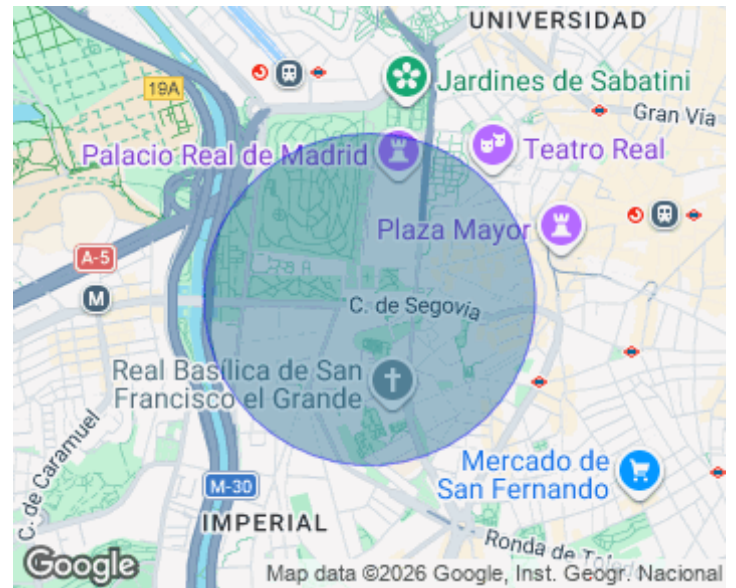 UNIVERSIDAD
Jardines de Sabatini
19A
Gran Vía
Palacio Real de Madrid
Teatro Real
Plaza Mayor
A-5
M
C. de Segovia
Real Basílica de San
Francisco el Grande
C. de Caramuel
Mercado de
San Fernando
M-30
IMPERIAL
Ronda de Toledo
Google
Map data ©2026 Google, Inst. Geogr. Nacional